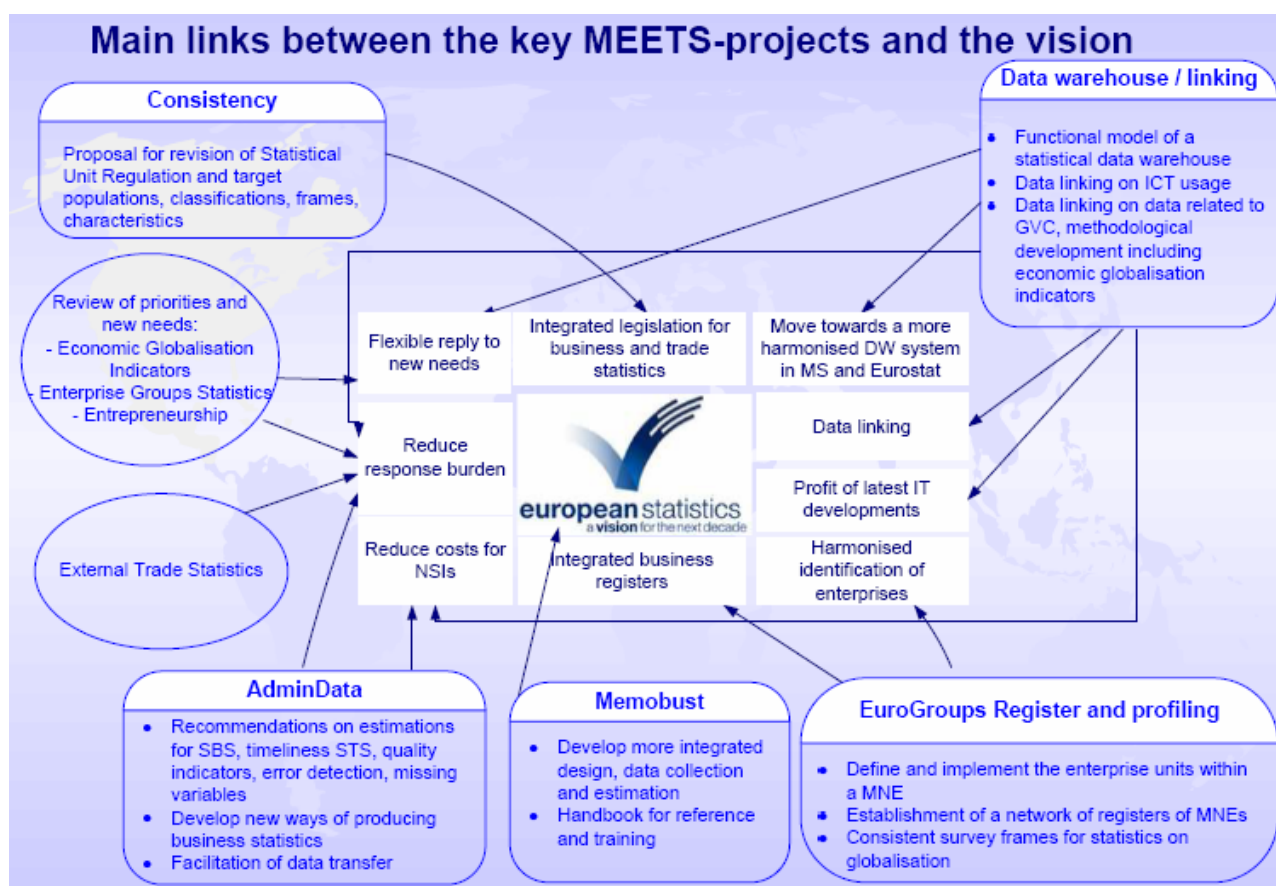 Main links between the key MEETS-projects and the vision
Consistency
Proposal for revision of Statistical
Unit Regulation and target
populations, classifications, frames,
characteristics
Data warehouse / linking
● Functional model of a
statistical data warehouse
● Data linking on ICT usage
● Data linking on data related to
GVC, methodological
development including
economic globalisation
indicators
Review of priorities and
new needs:
- Economic Globalisation
Indicators
- Enterprise Groups Statistics
- Entrepreneurship
External Trade Statistics
Flexible reply to
new needs
Integrated legislation for
business and trade
statistics
Move towards a more
harmonised DW system
in MS and Eurostat
Reduce
response burden
european statistics
a vision for the next decade
Data linking
Profit of latest IT
developments
Reduce costs for
NSIs
Integrated business
registers
Harmonised
identification of
enterprises
AdminData
● Recommendations on estimations
for SBS, timeliness STS, quality
indicators, error detection, missing
variables
● Develop new ways of producing
business statistics
● Facilitation of data transfer
Memobust
● Develop more integrated
design, data collection
and estimation
● Handbook for reference
and training
EuroGroups Register and profiling
● Define and implement the enterprise units within
a MNE
● Establishment of a network of registers of MNEs
● Consistent survey frames for statistics on
globalisation